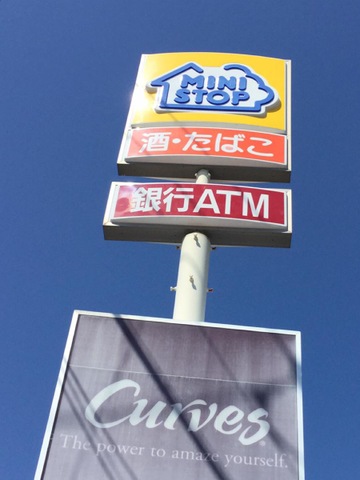 MINI
STOP
酒・たばこ
銀行ATM
Curves
The power to amaze yourself.